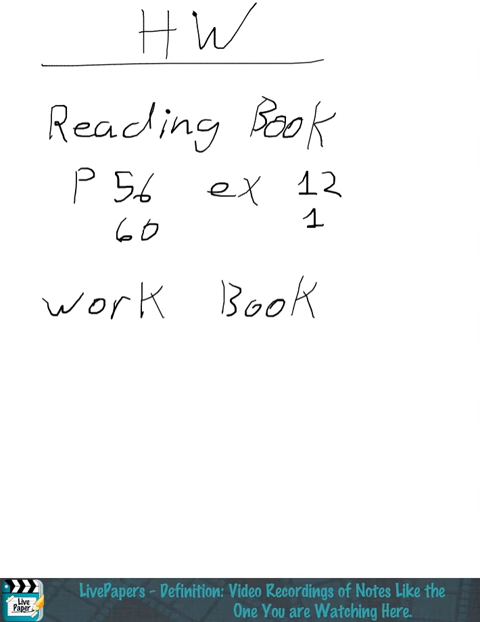 HW
Reading Book
P 56 ex 12
60 1
Work Book
Live Paper
LivePapers - Definition: Video Recordings of Notes Like the
One You are Watching Here.